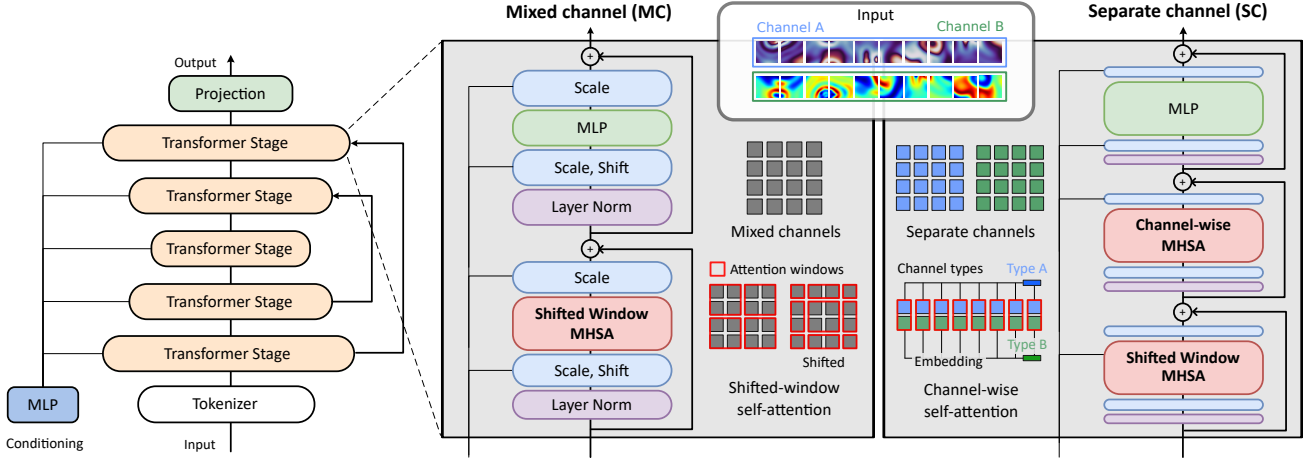 Output
Projection
Transformer Stage
Transformer Stage
Transformer Stage
Transformer Stage
Transformer Stage
MLP
Tokenizer
Conditioning
Input
Mixed channel (MC)
+
Scale
MLP
Scale, Shift
Layer Norm
+
Scale
Shifted Window
MHSA
Scale, Shift
Layer Norm
Input
Channel A
Channel B
Mixed channels
Attention windows
Shifted
Shifted-window
self-attention
Separate channels
Channel types
Type A
Type B
Embedding
Channel-wise
self-attention
Separate channel (SC)
+
MLP
+
Channel-wise
MHSA
+
Shifted Window
MHSA